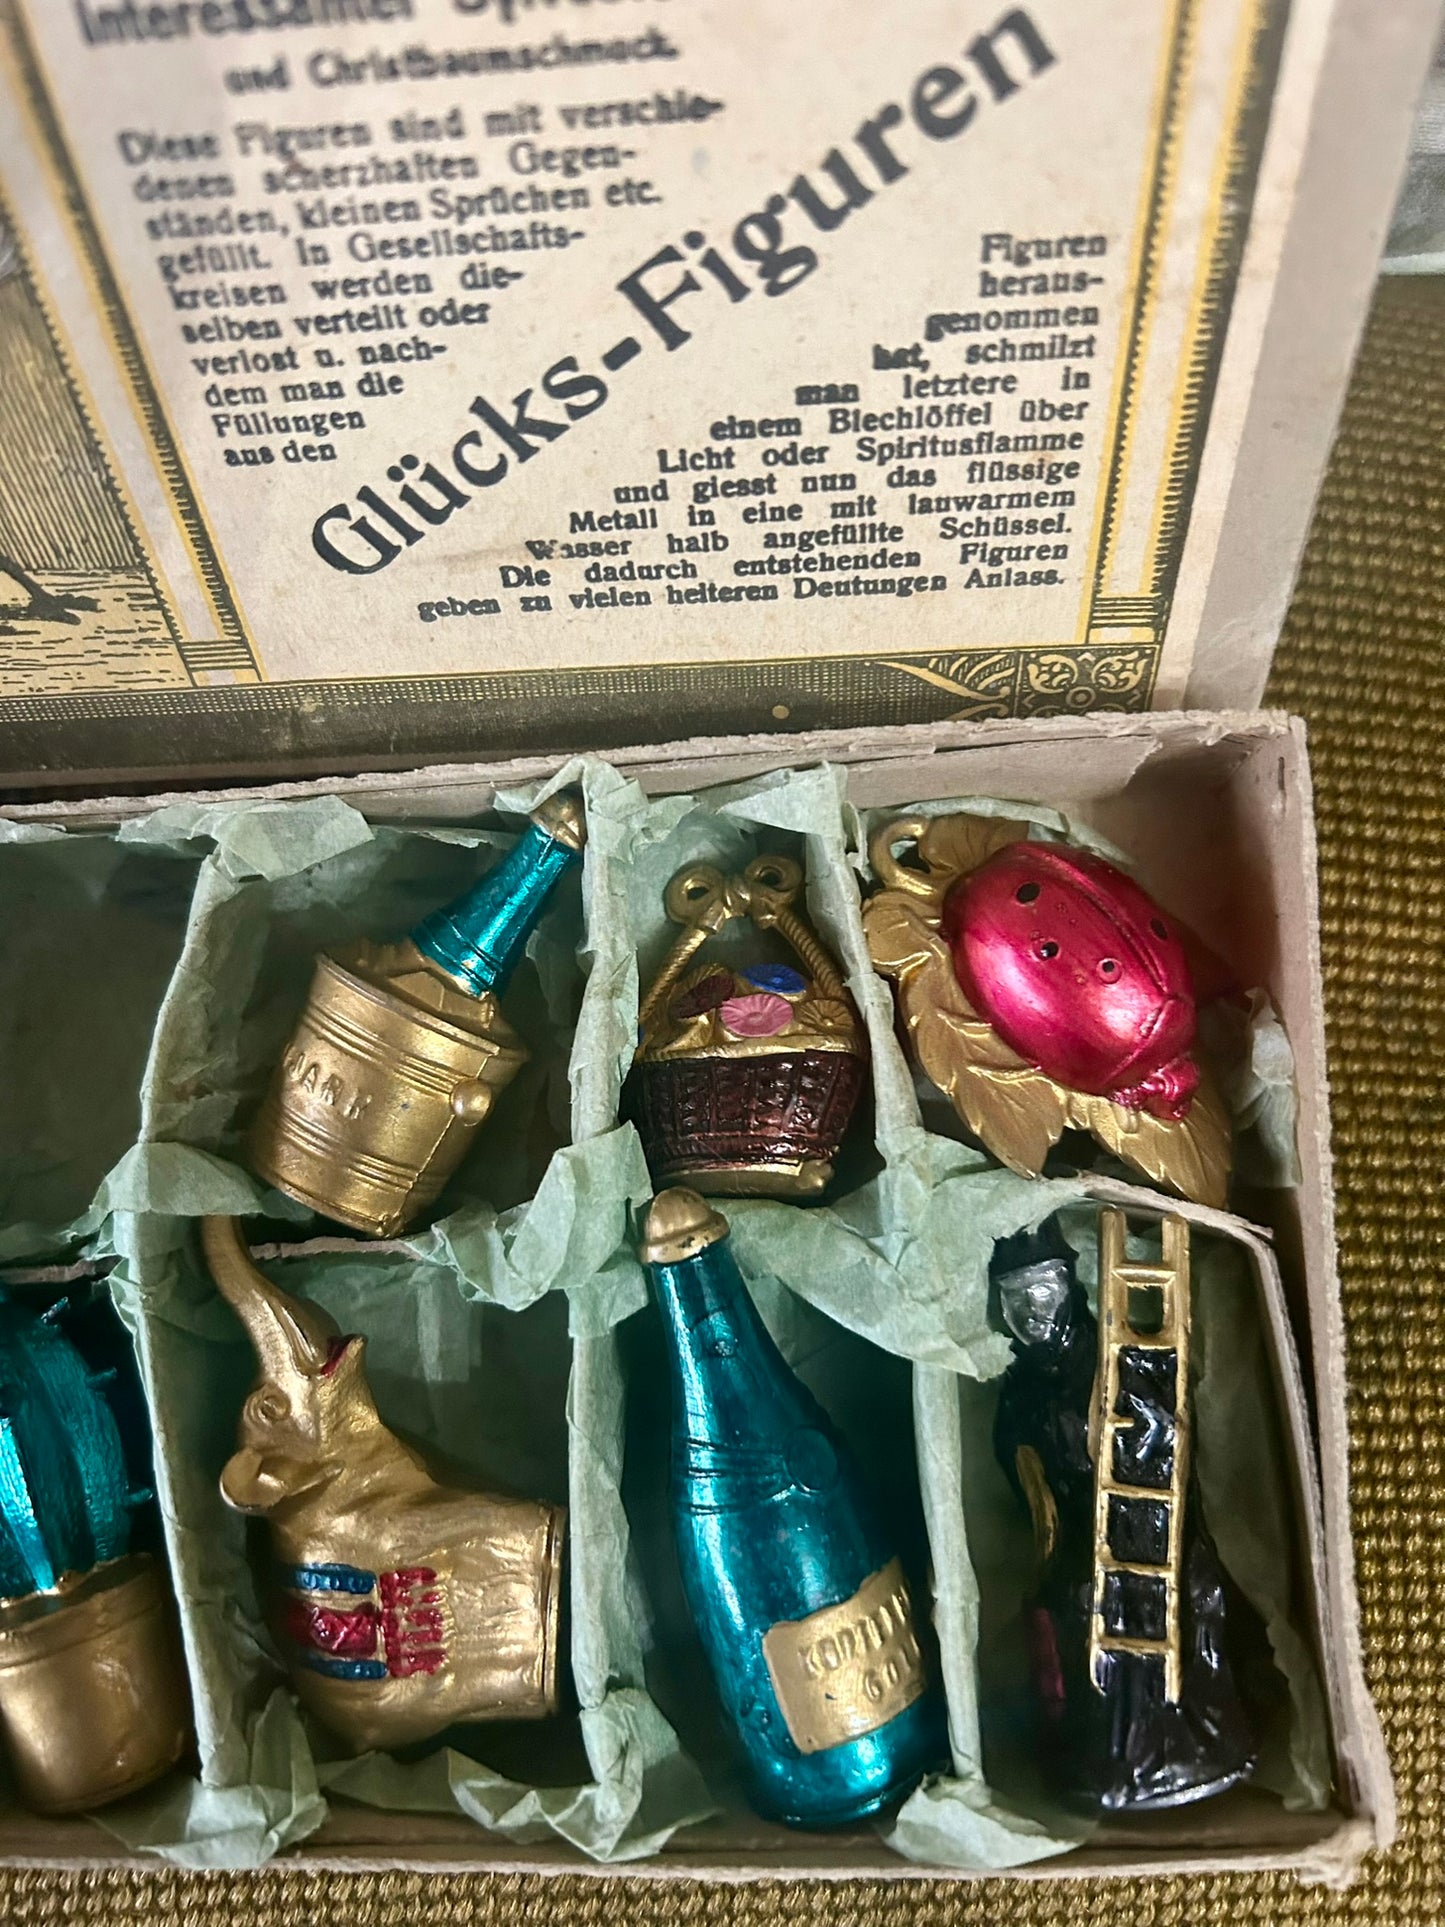 Interessanter
und Christbaumschmuck.
Diese Figuren sind mit verschie-
denen scherzhaften Gegen-
ständen, kleinen Sprüchen etc.
gefüllt. In Gesellschafts-
kreisen werden die-
selben verteilt oder
verlost u. nach-
dem man die
Füllungen
aus den
Glücks-Figuren
Figuren
heraus-
genommen
hat, schmilzt
man letztere in
einem Blechlöffel über
Licht oder Spiritusflamme
und giesst nun das flüssige
Metall in eine mit lauwarmem
Wasser halb angefüllte Schüssel.
Die dadurch entstehenden Figuren
geben zu vielen heiteren Deutungen Anlass.